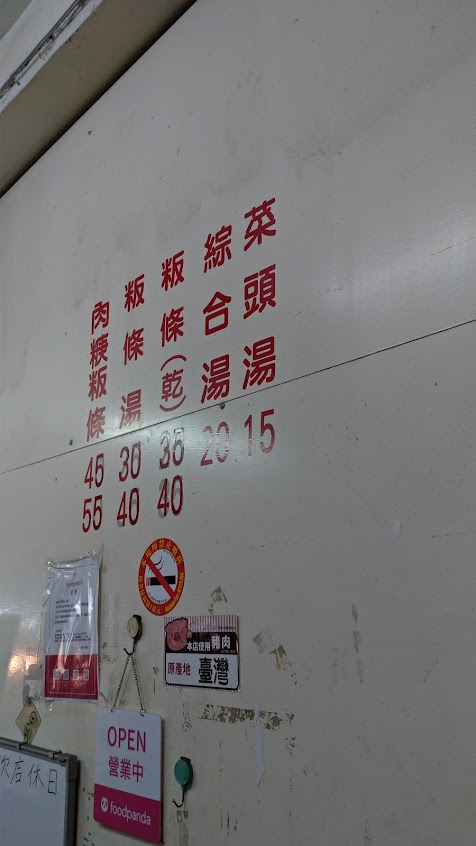 菜頭湯 15
綜合湯 20
粄條(乾) 35 40
粄條湯 30 40
肉粳粄條 45 55
本店使用豬肉
原產地 臺灣
OPEN
營業中
foodpanda
店休日